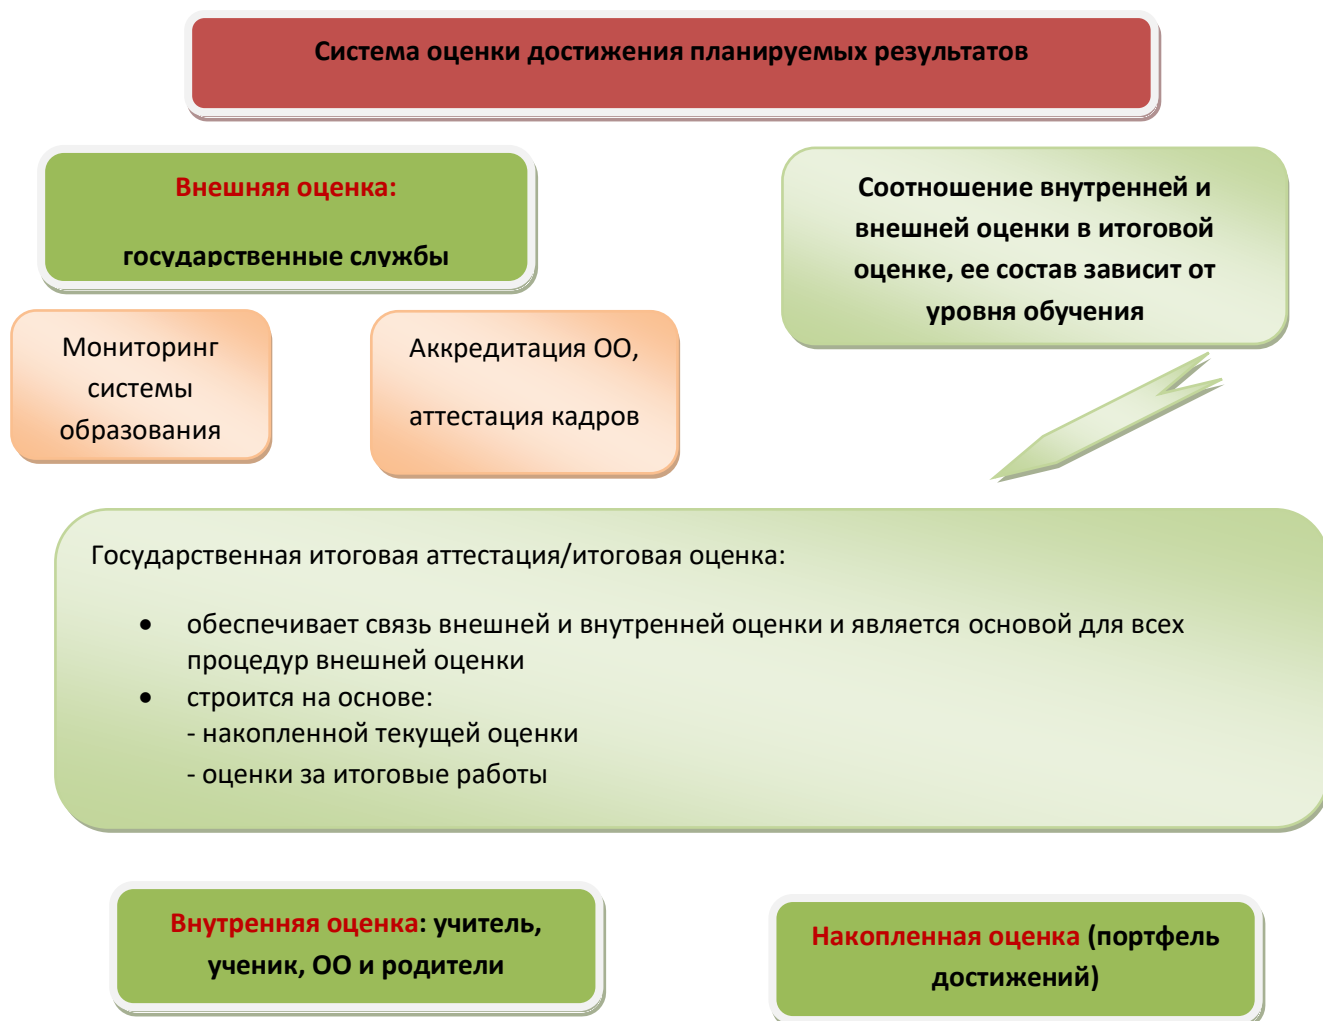 Система оценки достижения планируемых результатов
Внешняя оценка:
государственные службы
Соотношение внутренней и
внешней оценки в итоговой
оценке, ее состав зависит от
уровня обучения
Мониторинг
системы
образования
Аккредитация ОО,
аттестация кадров
Государственная итоговая аттестация/итоговая оценка:
• обеспечивает связь внешней и внутренней оценки и является основой для всех
процедур внешней оценки
• строится на основе:
- накопленной текущей оценки
- оценки за итоговые работы
Внутренняя оценка: учитель,
ученик, ОО и родители
Накопленная оценка (портфель
достижений)